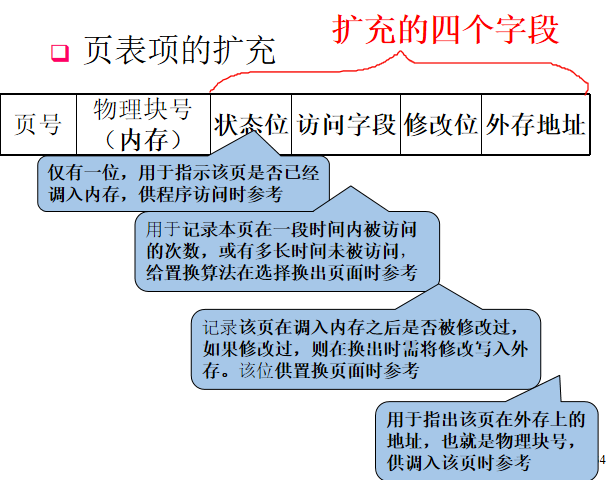 扩充的四个字段
页表项的扩充
页号 物理块号（内存） 状态位 访问字段 修改位 外存地址
仅有一位，用于指示该页是否已经
调入内存，供程序访问时参考
用于记录本页在一段时间内被访问
的次数，或有多长时间未被访问，
给置换算法在选择换出页面时参考
记录该页在调入内存之后是否被修改过，
如果修改过，则在换出时需将修改写入外
存。该位供置换页面时参考
用于指出该页在外存上的
地址，也就是物理块号，
供调入该页时参考
4